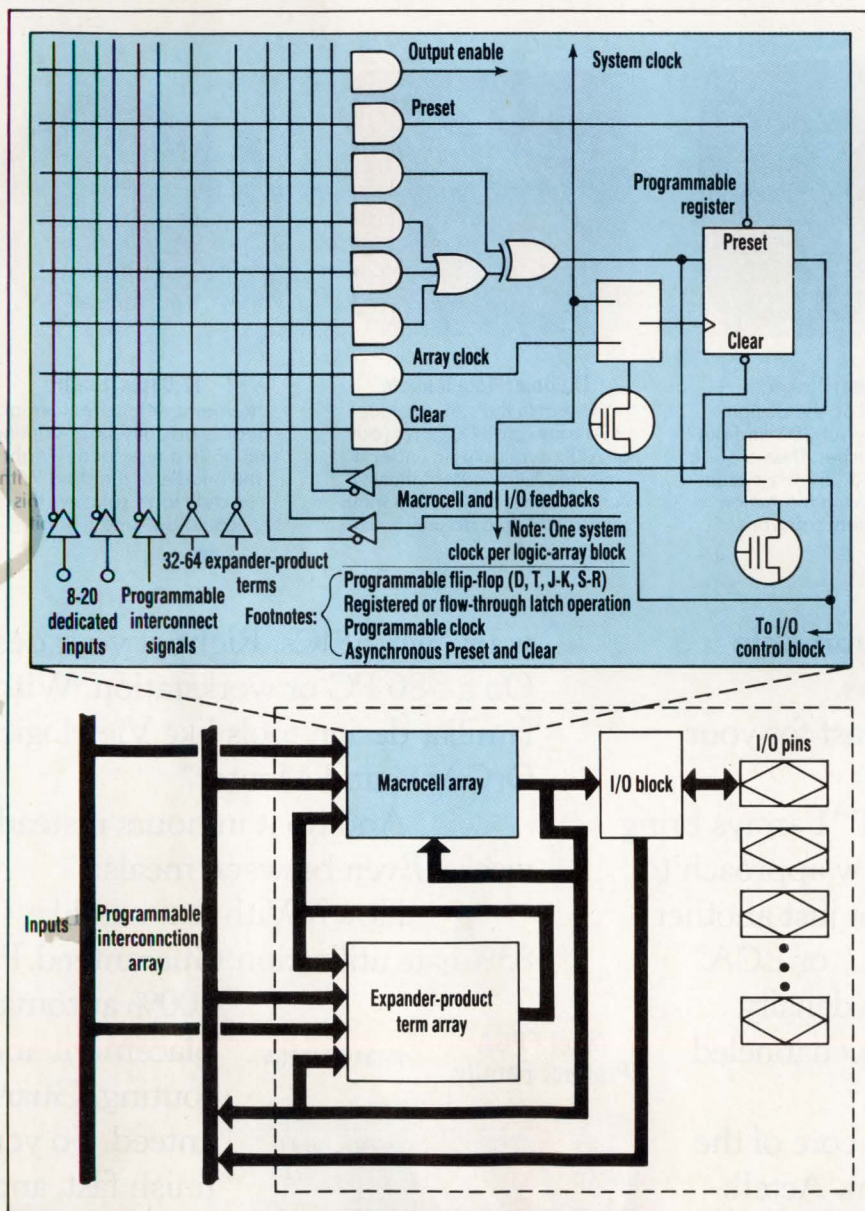 Output enable
System clock
Preset
Programmable
register
Preset
Clear
Array clock
Clear
Macrocell and I/O feedbacks
Note: One system
clock per logic-array block
32-64 expander-product
terms
8-20
dedicated
inputs
Programmable
interconnect
signals
Footnotes:
Programmable flip-flop (D, T, J-K, S-R)
Registered or flow-through latch operation
Programmable clock
Asynchronous Preset and Clear
To I/O
control block
Macrocell array
I/O block
I/O pins
Inputs
Programmable
interconnction
array
Expander-product
term array